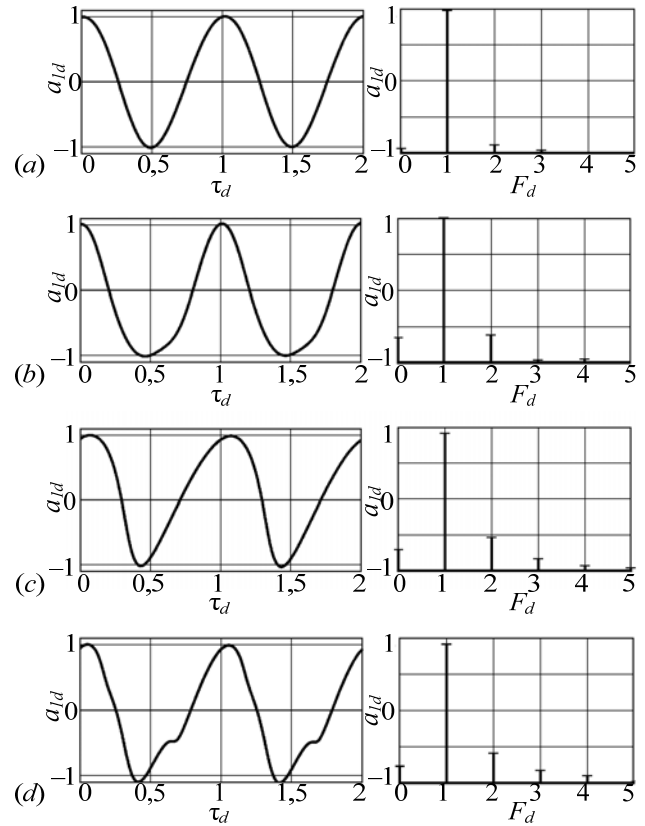 1 1
a1d 0 a1d 0
–1 –1
(a) 0 0,5 1 1,5 2 0 1 2 3 4 5
τd Fd
1 1
a1d 0 a1d 0
–1 –1
(b) 0 0,5 1 1,5 2 0 1 2 3 4 5
τd Fd
1 1
a1d 0 a1d 0
–1 –1
(c) 0 0,5 1 1,5 2 0 1 2 3 4 5
τd Fd
1 1
a1d 0 a1d 0
–1 –1
(d) 0 0,5 1 1,5 2 0 1 2 3 4 5
τd Fd